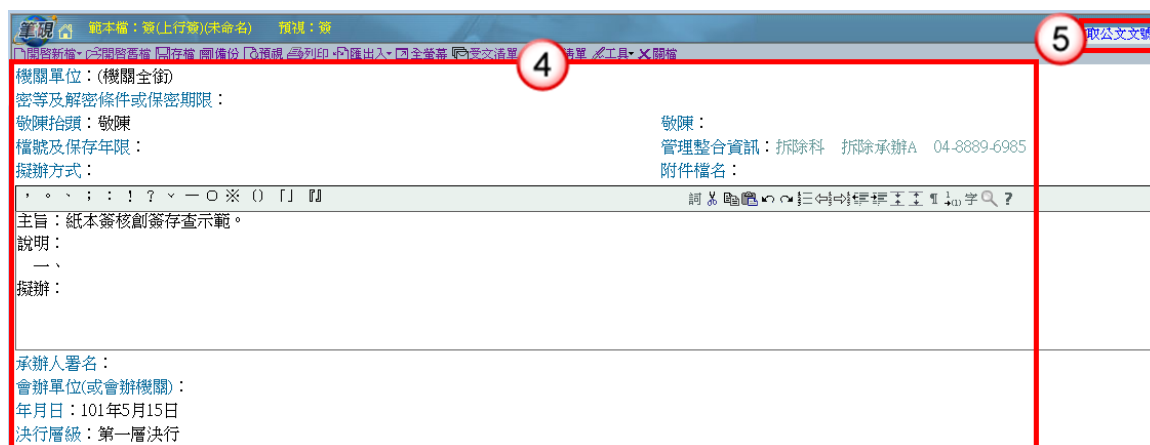 筆硯 範本檔：簽(上行簽)(未命名) 預視：簽
5 取公文文號
開啓新檔 開啓舊檔 存檔 備份 預視 列印 匯出入 全螢幕 受文清單 清單 工具 關檔
4
機關單位：(機關全銜)
密等及解密條件或保密期限：
敬陳抬頭：敬陳 敬陳：
檔號及保存年限： 管理整合資訊：拆除科 拆除承辦A 04-8889-6985
擬辦方式： 附件檔名：
， 。 、 ； ： ！ ？ ˇ － ○ ※ () 「」 『』 詞 字 ?
主旨：紙本簽核創簽存查示範。
說明：
一、
擬辦：
承辦人署名：
會辦單位(或會辦機關)：
年月日：101年5月15日
決行層級：第一層決行